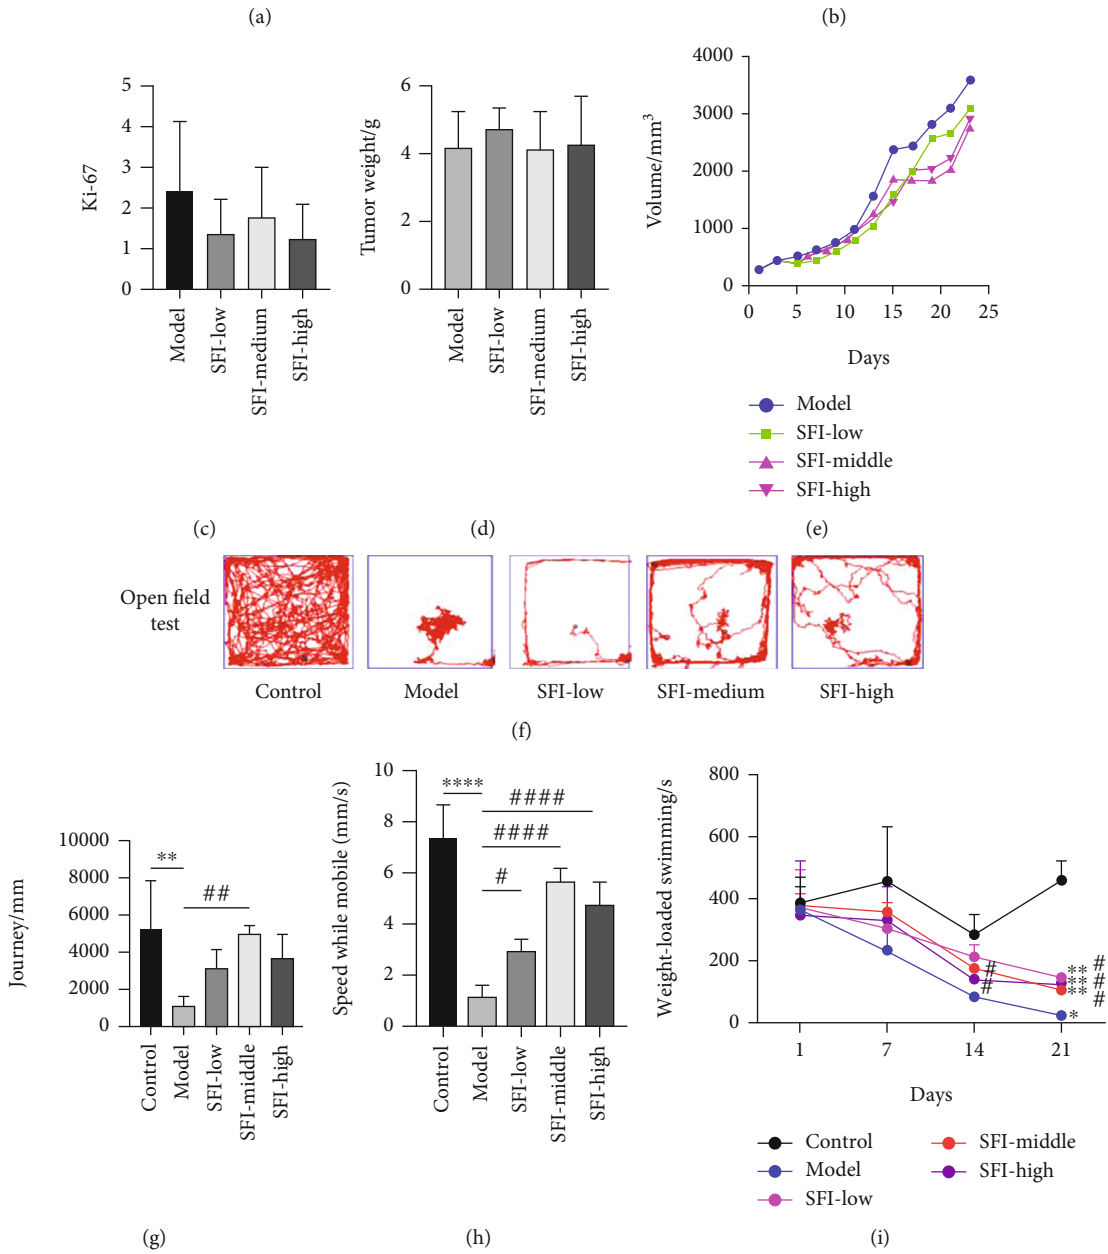 (a)
(b)
Ki-67
5
4
3
2
1
0
Model
SFI-low
SFI-medium
SFI-high
Tumor weight/g
6
4
2
0
Model
SFI-low
SFI-medium
SFI-high
Volume/mm³
4000
3000
2000
1000
0
0 5 10 15 20 25
Days
Model
SFI-low
SFI-middle
SFI-high
(c)
(d)
(e)
Open field
test
Control
Model
SFI-low
SFI-medium
SFI-high
(f)
Journey/mm
10000
8000
6000
4000
2000
0
**
##
Control
Model
SFI-low
SFI-middle
SFI-high
Speed while mobile (mm/s)
10
8
6
4
2
0
****
####
####
#
Control
Model
SFI-low
SFI-middle
SFI-high
Weight-loaded swimming/s
800
600
400
200
0
#
#
** #
** #
** #
*
1 7 14 21
Days
Control
Model
SFI-low
SFI-middle
SFI-high
(g)
(h)
(i)